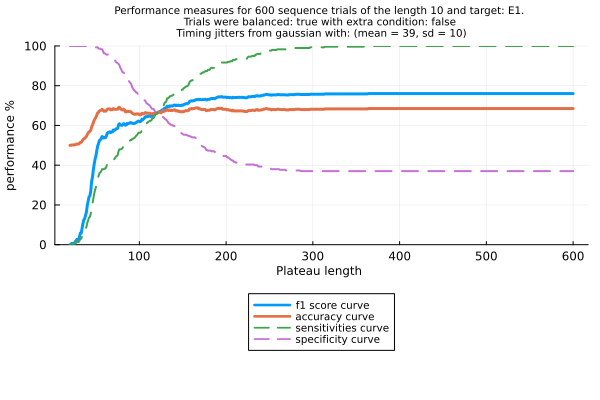 Performance measures for 600 sequence trials of the length 10 and target: E1.
Trials were balanced: true with extra condition: false
Timing jitters from gaussian with: (mean = 39, sd = 10)
100
80
60
40
20
0
performance %
100 200 300 400 500 600
Plateau length
f1 score curve
accuracy curve
sensitivities curve
specificity curve